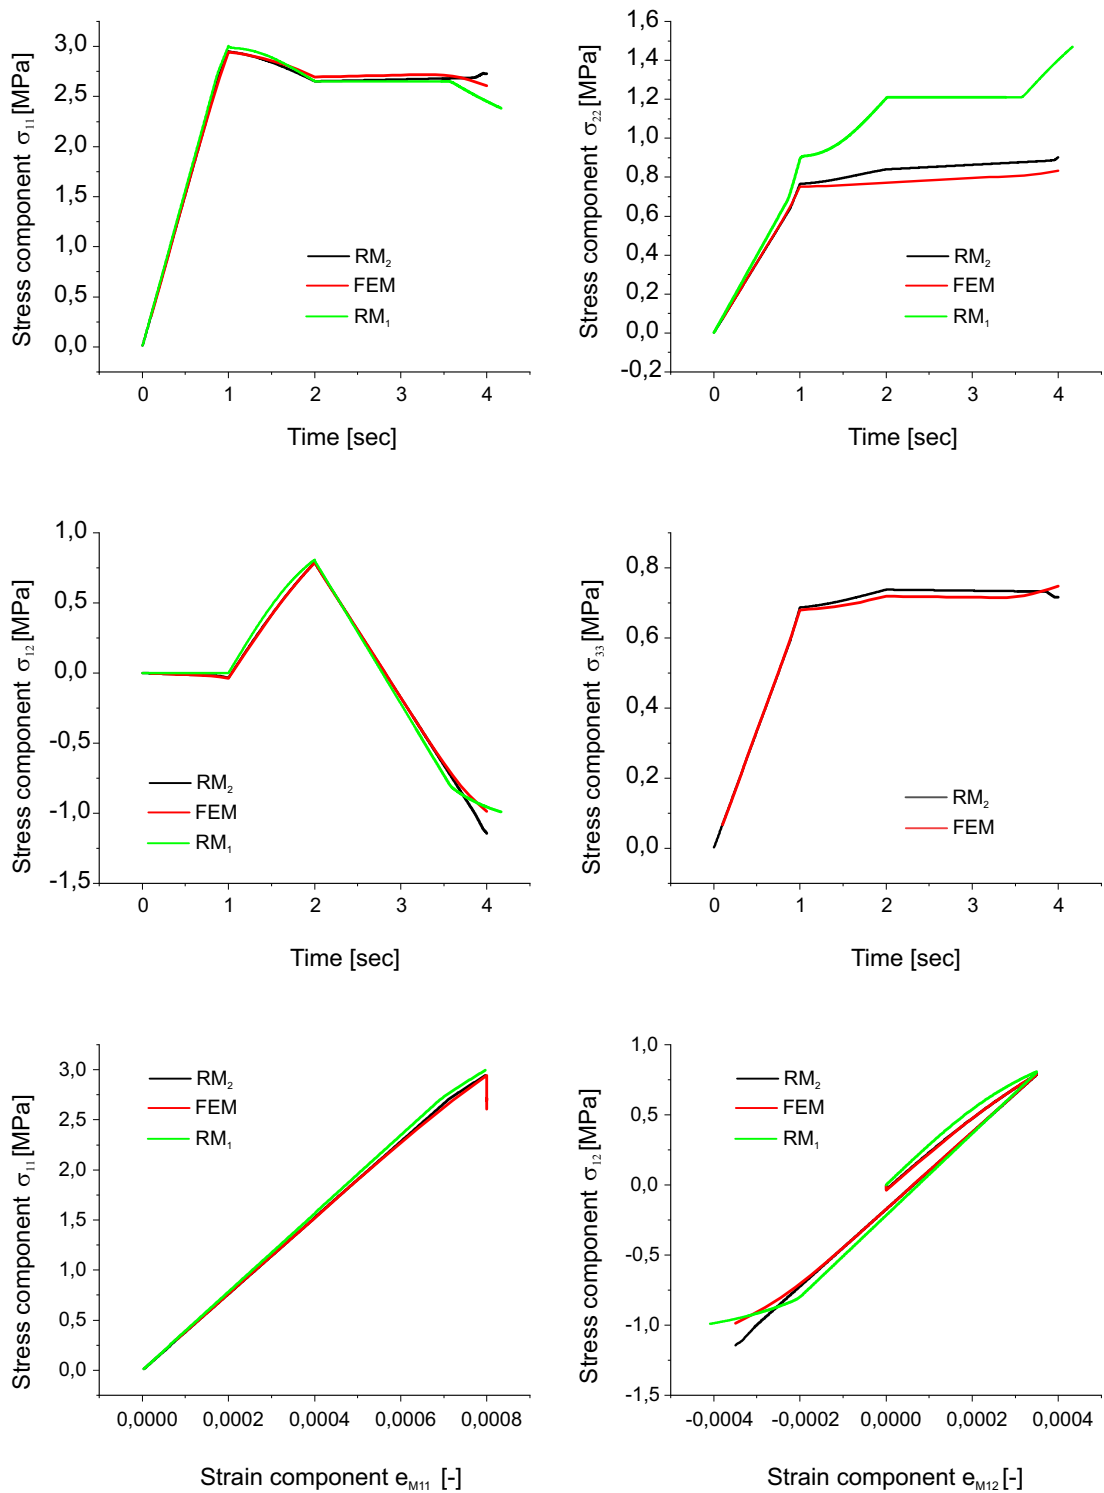 Stress component σ11 [MPa]
3,0
2,5
2,0
1,5
1,0
0,5
0,0
RM2
FEM
RM1
0 1 2 3 4
Time [sec]
Stress component σ22 [MPa]
1,6
1,4
1,2
1,0
0,8
0,6
0,4
0,2
0,0
-0,2
RM2
FEM
RM1
0 1 2 3 4
Time [sec]
Stress component σ12 [MPa]
1,0
0,5
0,0
-0,5
-1,0
-1,5
RM2
FEM
RM1
0 1 2 3 4
Time [sec]
Stress component σ33 [MPa]
0,8
0,6
0,4
0,2
0,0
RM2
FEM
0 1 2 3 4
Time [sec]
Stress component σ11 [MPa]
3,0
2,5
2,0
1,5
1,0
0,5
0,0
RM2
FEM
RM1
0,0000 0,0002 0,0004 0,0006 0,0008
Strain component eM11 [-]
Stress component σ12 [MPa]
1,0
0,5
0,0
-0,5
-1,0
-1,5
RM2
FEM
RM1
-0,0004 -0,0002 0,0000 0,0002 0,0004
Strain component eM12 [-]